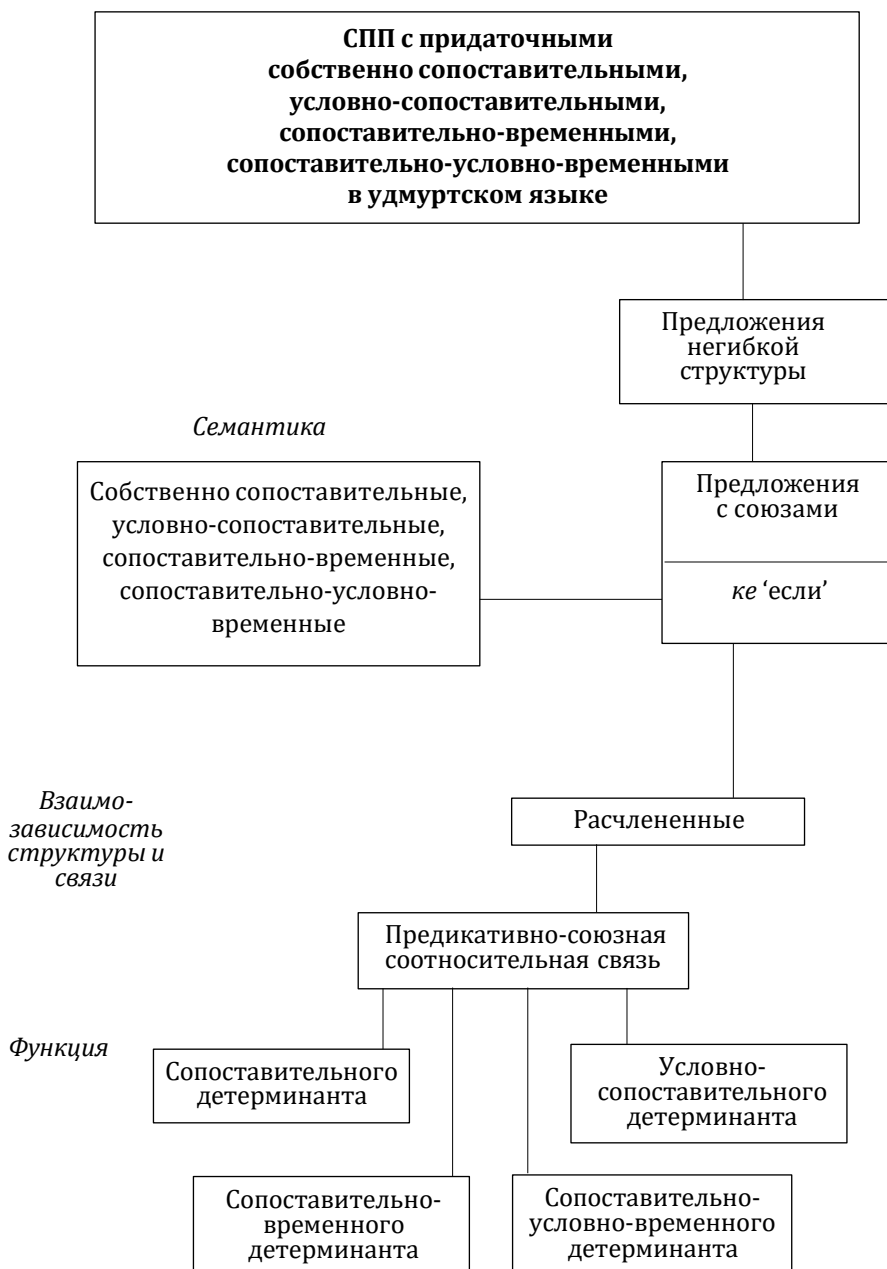 СПП с придаточными
собственно сопоставительными,
условно-сопоставительными,
сопоставительно-временными,
сопоставительно-условно-временными
в удмуртском языке
Предложения
негибкой
структуры
Семантика
Собственно сопоставительные,
условно-сопоставительные,
сопоставительно-временные,
сопоставительно-условно-
временные
Предложения
с союзами
ке ‘если’
Взаимо-
зависимость
структуры и
связи
Расчлененные
Предикативно-союзная
соотносительная связь
Функция
Сопоставительного
детерминанта
Условно-
сопоставительного
детерминанта
Сопоставительно-
временного
детерминанта
Сопоставительно-
условно-временного
детерминанта